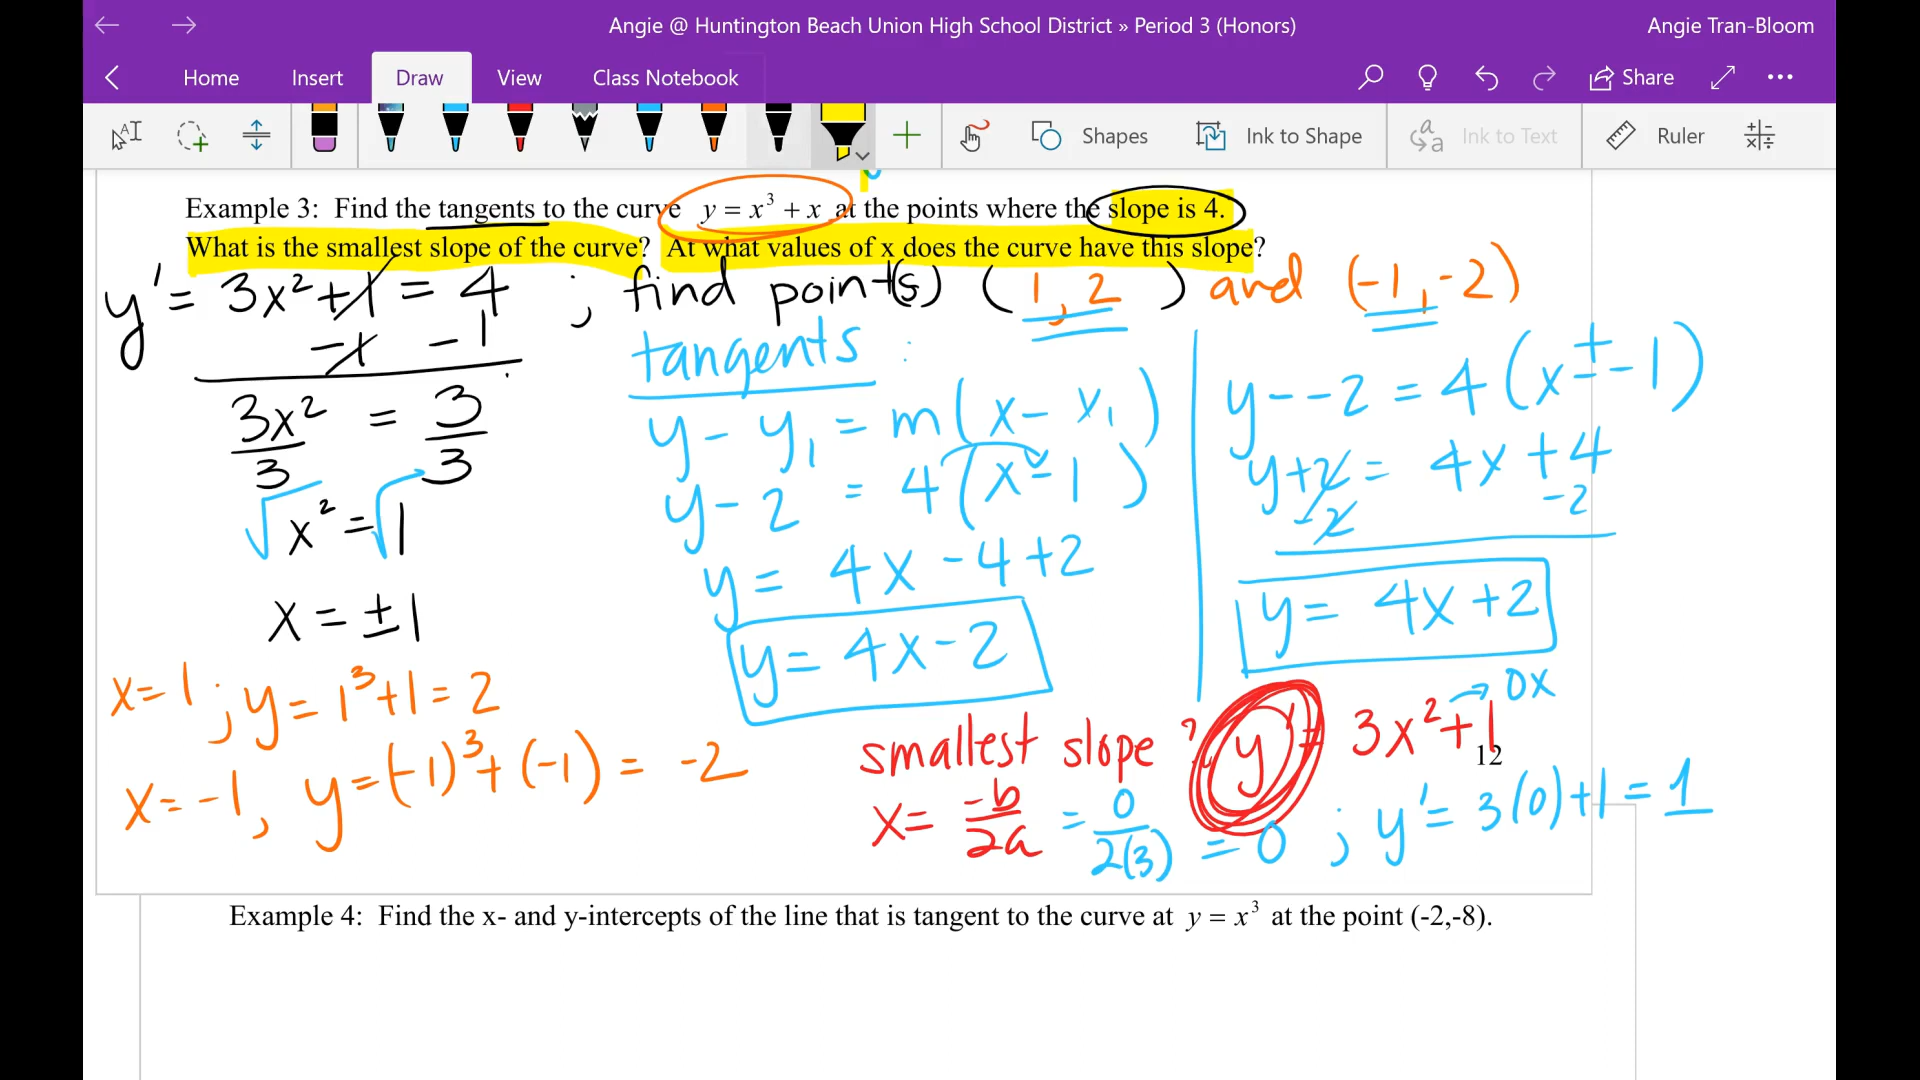 Angie @ Huntington Beach Union High School District » Period 3 (Honors)
Angie Tran-Bloom
Home Insert Draw View Class Notebook
Share
Shapes Ink to Shape Ink to Text Ruler
Example 3: Find the tangents to the curve y = x³ + x at the points where the slope is 4.
What is the smallest slope of the curve? At what values of x does the curve have this slope?
y' = 3x² + 1 = 4 ; find point(s) (1, 2) and (-1, -2)
-1 -1
3x² = 3
3 3
√x² = √1
x = ±1
x = 1 ; y = 1³ + 1 = 2
x = -1, y = (-1)³ + (-1) = -2
tangents :
y - y₁ = m(x - x₁)
y - 2 = 4(x - 1)
y = 4x - 4 + 2
y = 4x - 2
y - -2 = 4(x + - -1)
y + 2 = 4x + 4
-2 -2
y = 4x + 2
smallest slope ? y' = 3x² + 1 → 0x
12
x = -b/2a = 0/2(3) = 0 ; y' = 3(0) + 1 = 1
Example 4: Find the x- and y-intercepts of the line that is tangent to the curve at y = x³ at the point (-2,-8).